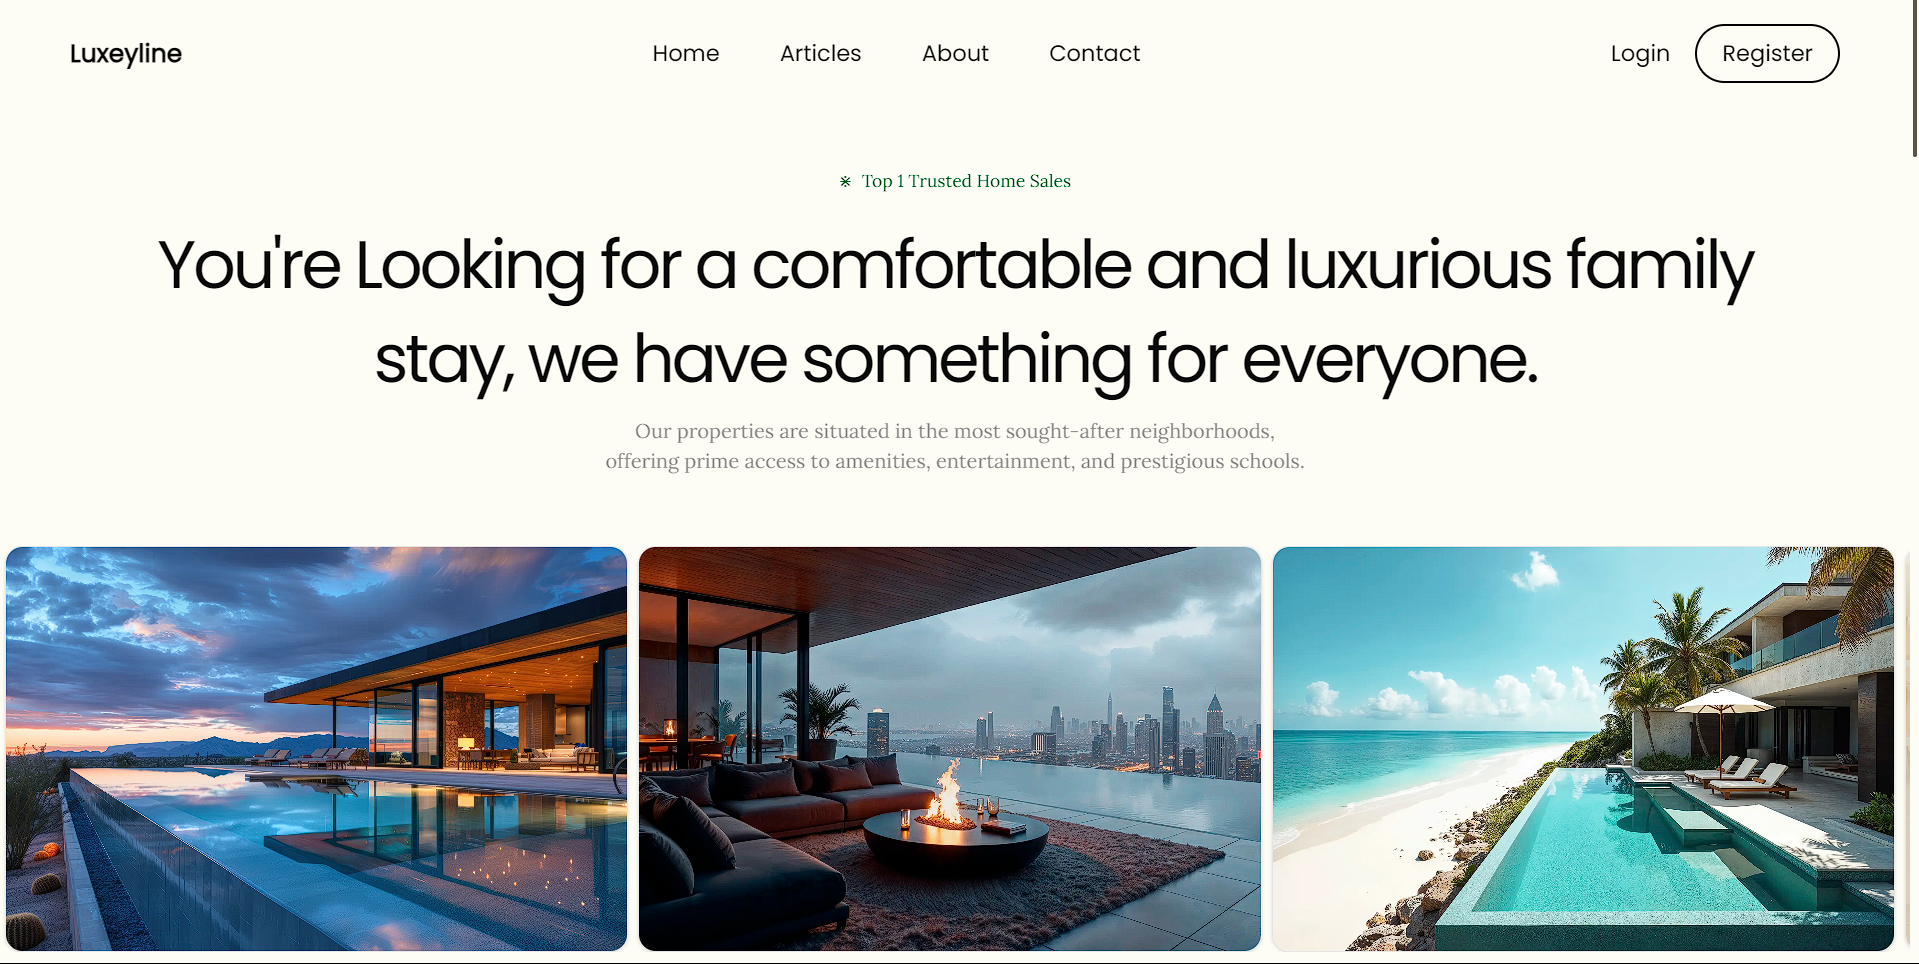 Luxeyline
Home
Articles
About
Contact
Login
Register
Top 1 Trusted Home Sales
You're Looking for a comfortable and luxurious family
stay, we have something for everyone.
Our properties are situated in the most sought-after neighborhoods,
offering prime access to amenities, entertainment, and prestigious schools.